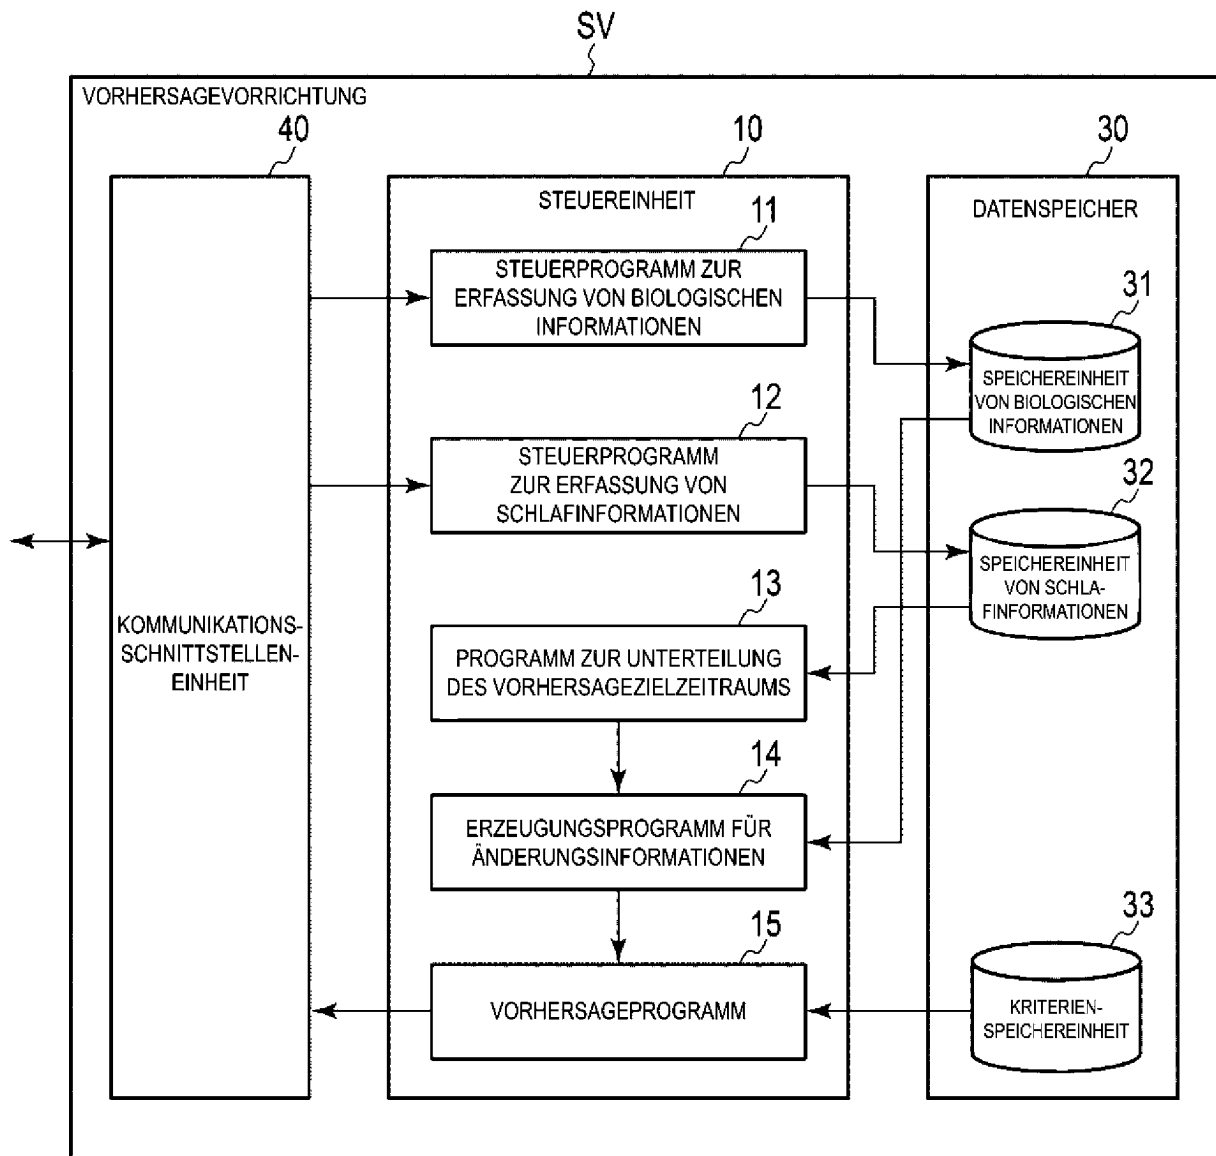 SV
VORHERSAGEVORRICHTUNG
40
10
30
STEUEREINHEIT
DATENSPEICHER
11
STEUERPROGRAMM ZUR
ERFASSUNG VON BIOLOGISCHEN
INFORMATIONEN
31
SPEICHEREINHEIT
VON BIOLOGISCHEN
INFORMATIONEN
12
STEUERPROGRAMM
ZUR ERFASSUNG VON
SCHLAFINFORMATIONEN
32
SPEICHEREINHEIT
VON SCHLA-
FINFORMATIONEN
KOMMUNIKATIONS-
SCHNITTSTELLEN-
EINHEIT
13
PROGRAMM ZUR UNTERTEILUNG
DES VORHERSAGEZIELZEITRAUMS
14
ERZEUGUNGSPROGRAMM FÜR
ÄNDERUNGSINFORMATIONEN
15
VORHERSAGEPROGRAMM
33
KRITERIEN-
SPEICHEREINHEIT